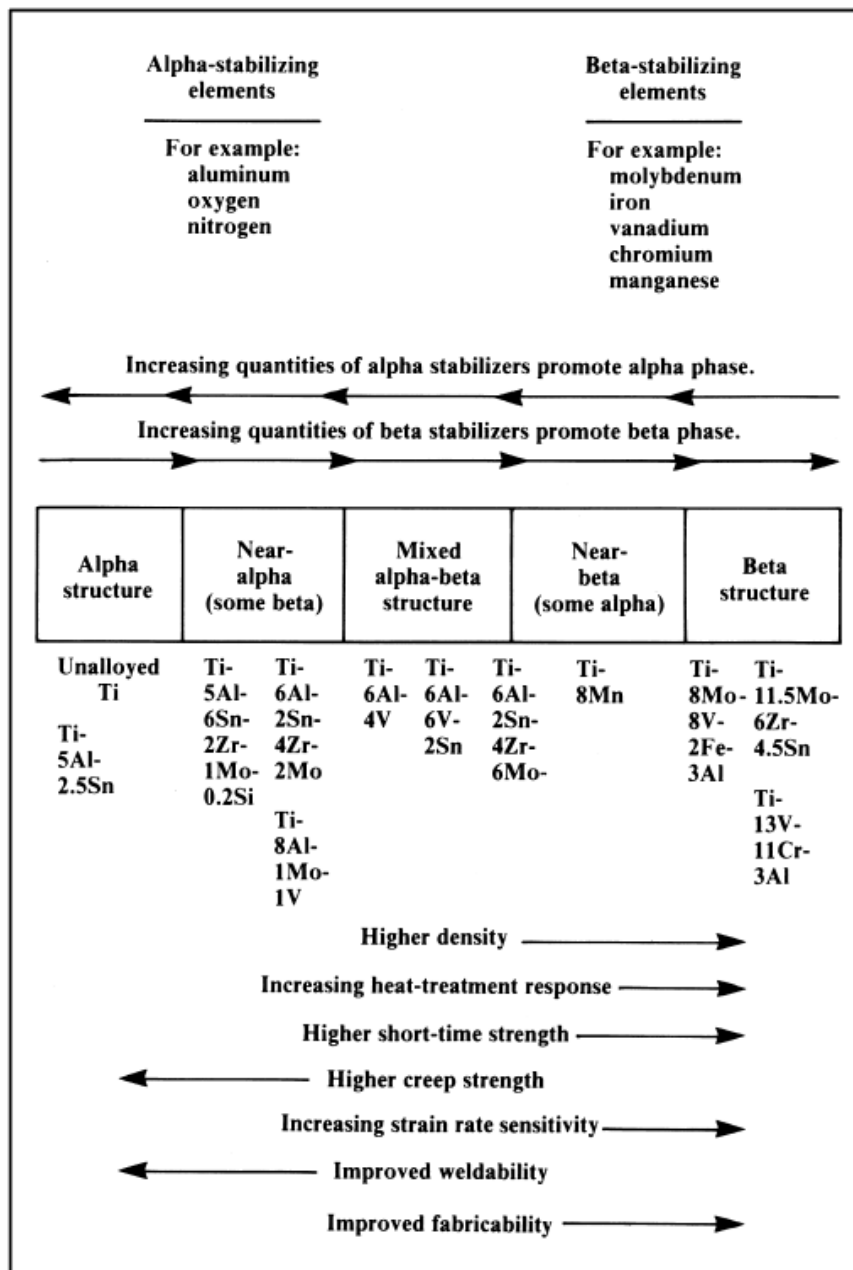 Alpha-stabilizing
elements
For example:
aluminum
oxygen
nitrogen
Beta-stabilizing
elements
For example:
molybdenum
iron
vanadium
chromium
manganese
Increasing quantities of alpha stabilizers promote alpha phase.
Increasing quantities of beta stabilizers promote beta phase.
Alpha
structure
Near-
alpha
(some beta)
Mixed
alpha-beta
structure
Near-
beta
(some alpha)
Beta
structure
Unalloyed
Ti
Ti-
5Al-
2.5Sn
Ti-
5Al-
6Sn-
2Zr-
1Mo-
0.2Si
Ti-
6Al-
2Sn-
4Zr-
2Mo
Ti-
8Al-
1Mo-
1V
Ti-
6Al-
4V
Ti-
6Al-
6V-
2Sn
Ti-
6Al-
2Sn-
4Zr-
6Mo-
Ti-
8Mn
Ti-
8Mo-
8V-
2Fe-
3Al
Ti-
11.5Mo-
6Zr-
4.5Sn
Ti-
13V-
11Cr-
3Al
Higher density
Increasing heat-treatment response
Higher short-time strength
Higher creep strength
Increasing strain rate sensitivity
Improved weldability
Improved fabricability